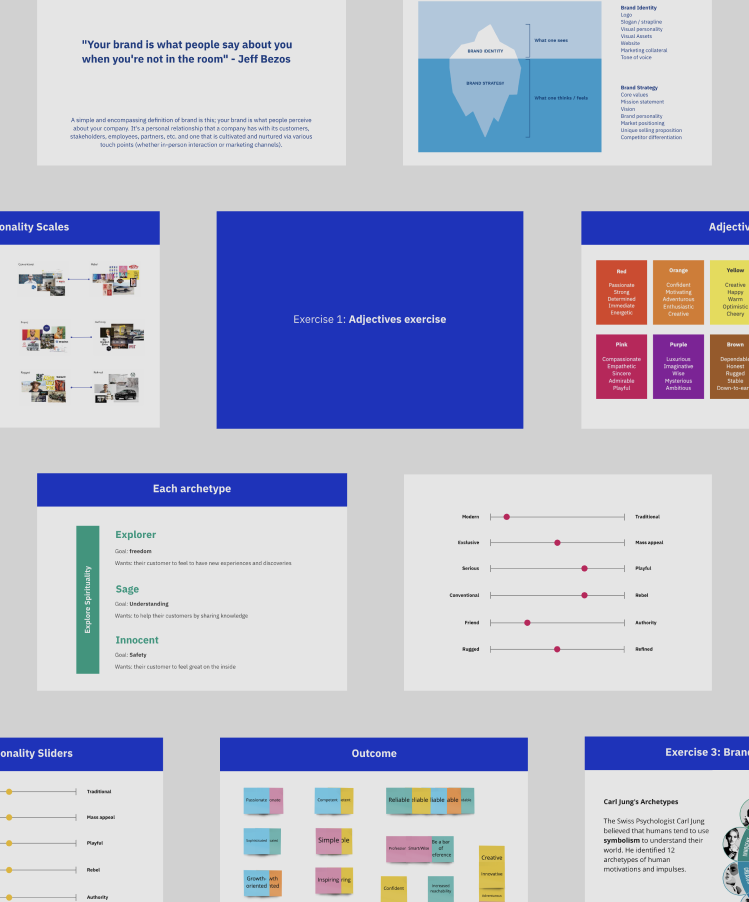 "Your brand is what people say about you
when you're not in the room" - Jeff Bezos
A simple and encompassing definition of brand is this; your brand is what people perceive
about your company. It's a personal relationship that a company has with its customers,
stakeholders, employees, partners, etc. and one that is cultivated and nurtured via various
touch points (whether in-person interaction or marketing channels).
BRAND IDENTITY
BRAND STRATEGY
What one sees
What one thinks / feels
Brand Identity
Logo
Slogan / strapline
Visual personality
Visual Assets
Website
Marketing collateral
Tone of voice
Brand Strategy
Core values
Mission statement
Vision
Brand personality
Market positioning
Unique selling proposition
Competitor differentiation
onality Scales
Conventional
Rebel
Rugged
Refined
Exercise 1: Adjectives exercise
Adjectiv
Red
Passionate
Strong
Determined
Immediate
Energetic
Orange
Confident
Motivating
Adventurous
Enthusiastic
Creative
Yellow
Creative
Happy
Warm
Optimistic
Cheery
Pink
Compassionate
Empathetic
Sincere
Admirable
Playful
Purple
Luxurious
Imaginative
Wise
Mysterious
Ambitious
Brown
Dependabl
Honest
Rugged
Stable
Down-to-ear
Each archetype
Explore Spirituality
Explorer
Goal: freedom
Wants: their customer to feel to have new experiences and discoveries
Sage
Goal: Understanding
Wants: to help their customers by sharing knowledge
Innocent
Goal: Safety
Wants: their customer to feel great on the inside
Modern Traditional
Exclusive Mass appeal
Serious Playful
Conventional Rebel
Friend Authority
Rugged Refined
onality Sliders
Traditional
Mass appeal
Playful
Rebel
Authority
Outcome
Passionate
Competent
Reliable liable liable able
Simple ple
Be a bar
of
reference
Creative
Innovative
Growth- wth
oriented nted
Inspiring ring
Confident
Exercise 3: Bran
Carl Jung's Archetypes
The Swiss Psychologist Carl Jung
believed that humans tend to use
symbolism to understand their
world. He identified 12
archetypes of human
motivations and impulses.